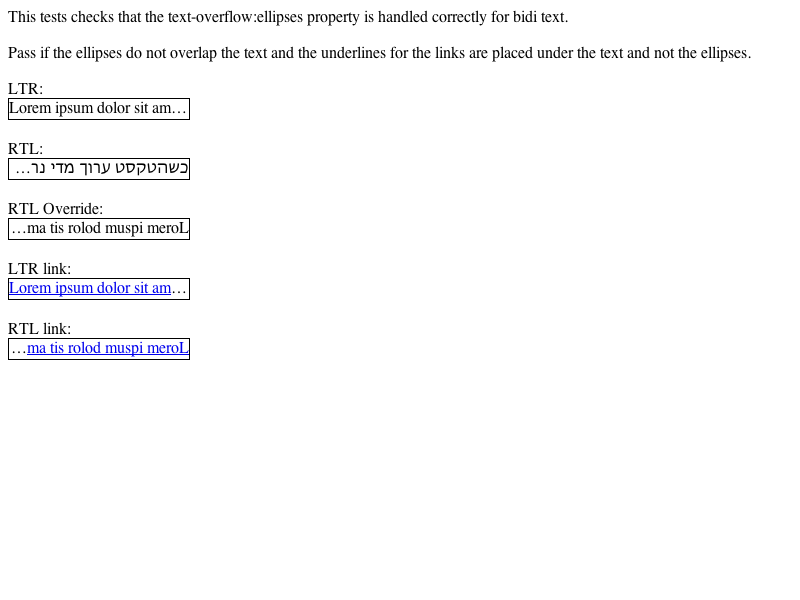 This tests checks that the text-overflow:ellipses property is handled correctly for bidi text.
Pass if the ellipses do not overlap the text and the underlines for the links are placed under the text and not the ellipses.
LTR:
Lorem ipsum dolor sit am…
RTL:
כשהטקסט ערוך מדי נר…
RTL Override:
…ma tis rolod muspi meroL
LTR link:
Lorem ipsum dolor sit am…
RTL link:
…ma tis rolod muspi meroL